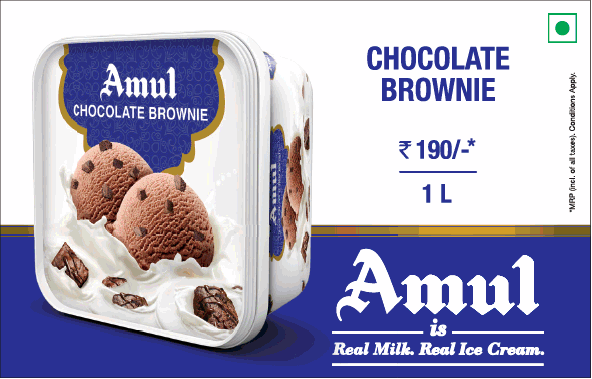 Amul
CHOCOLATE BROWNIE
CHOCOLATE
BROWNIE
₹ 190/-*
1 L
*MRP (incl. of all taxes). Conditions Apply.
Amul
is
Real Milk. Real Ice Cream.